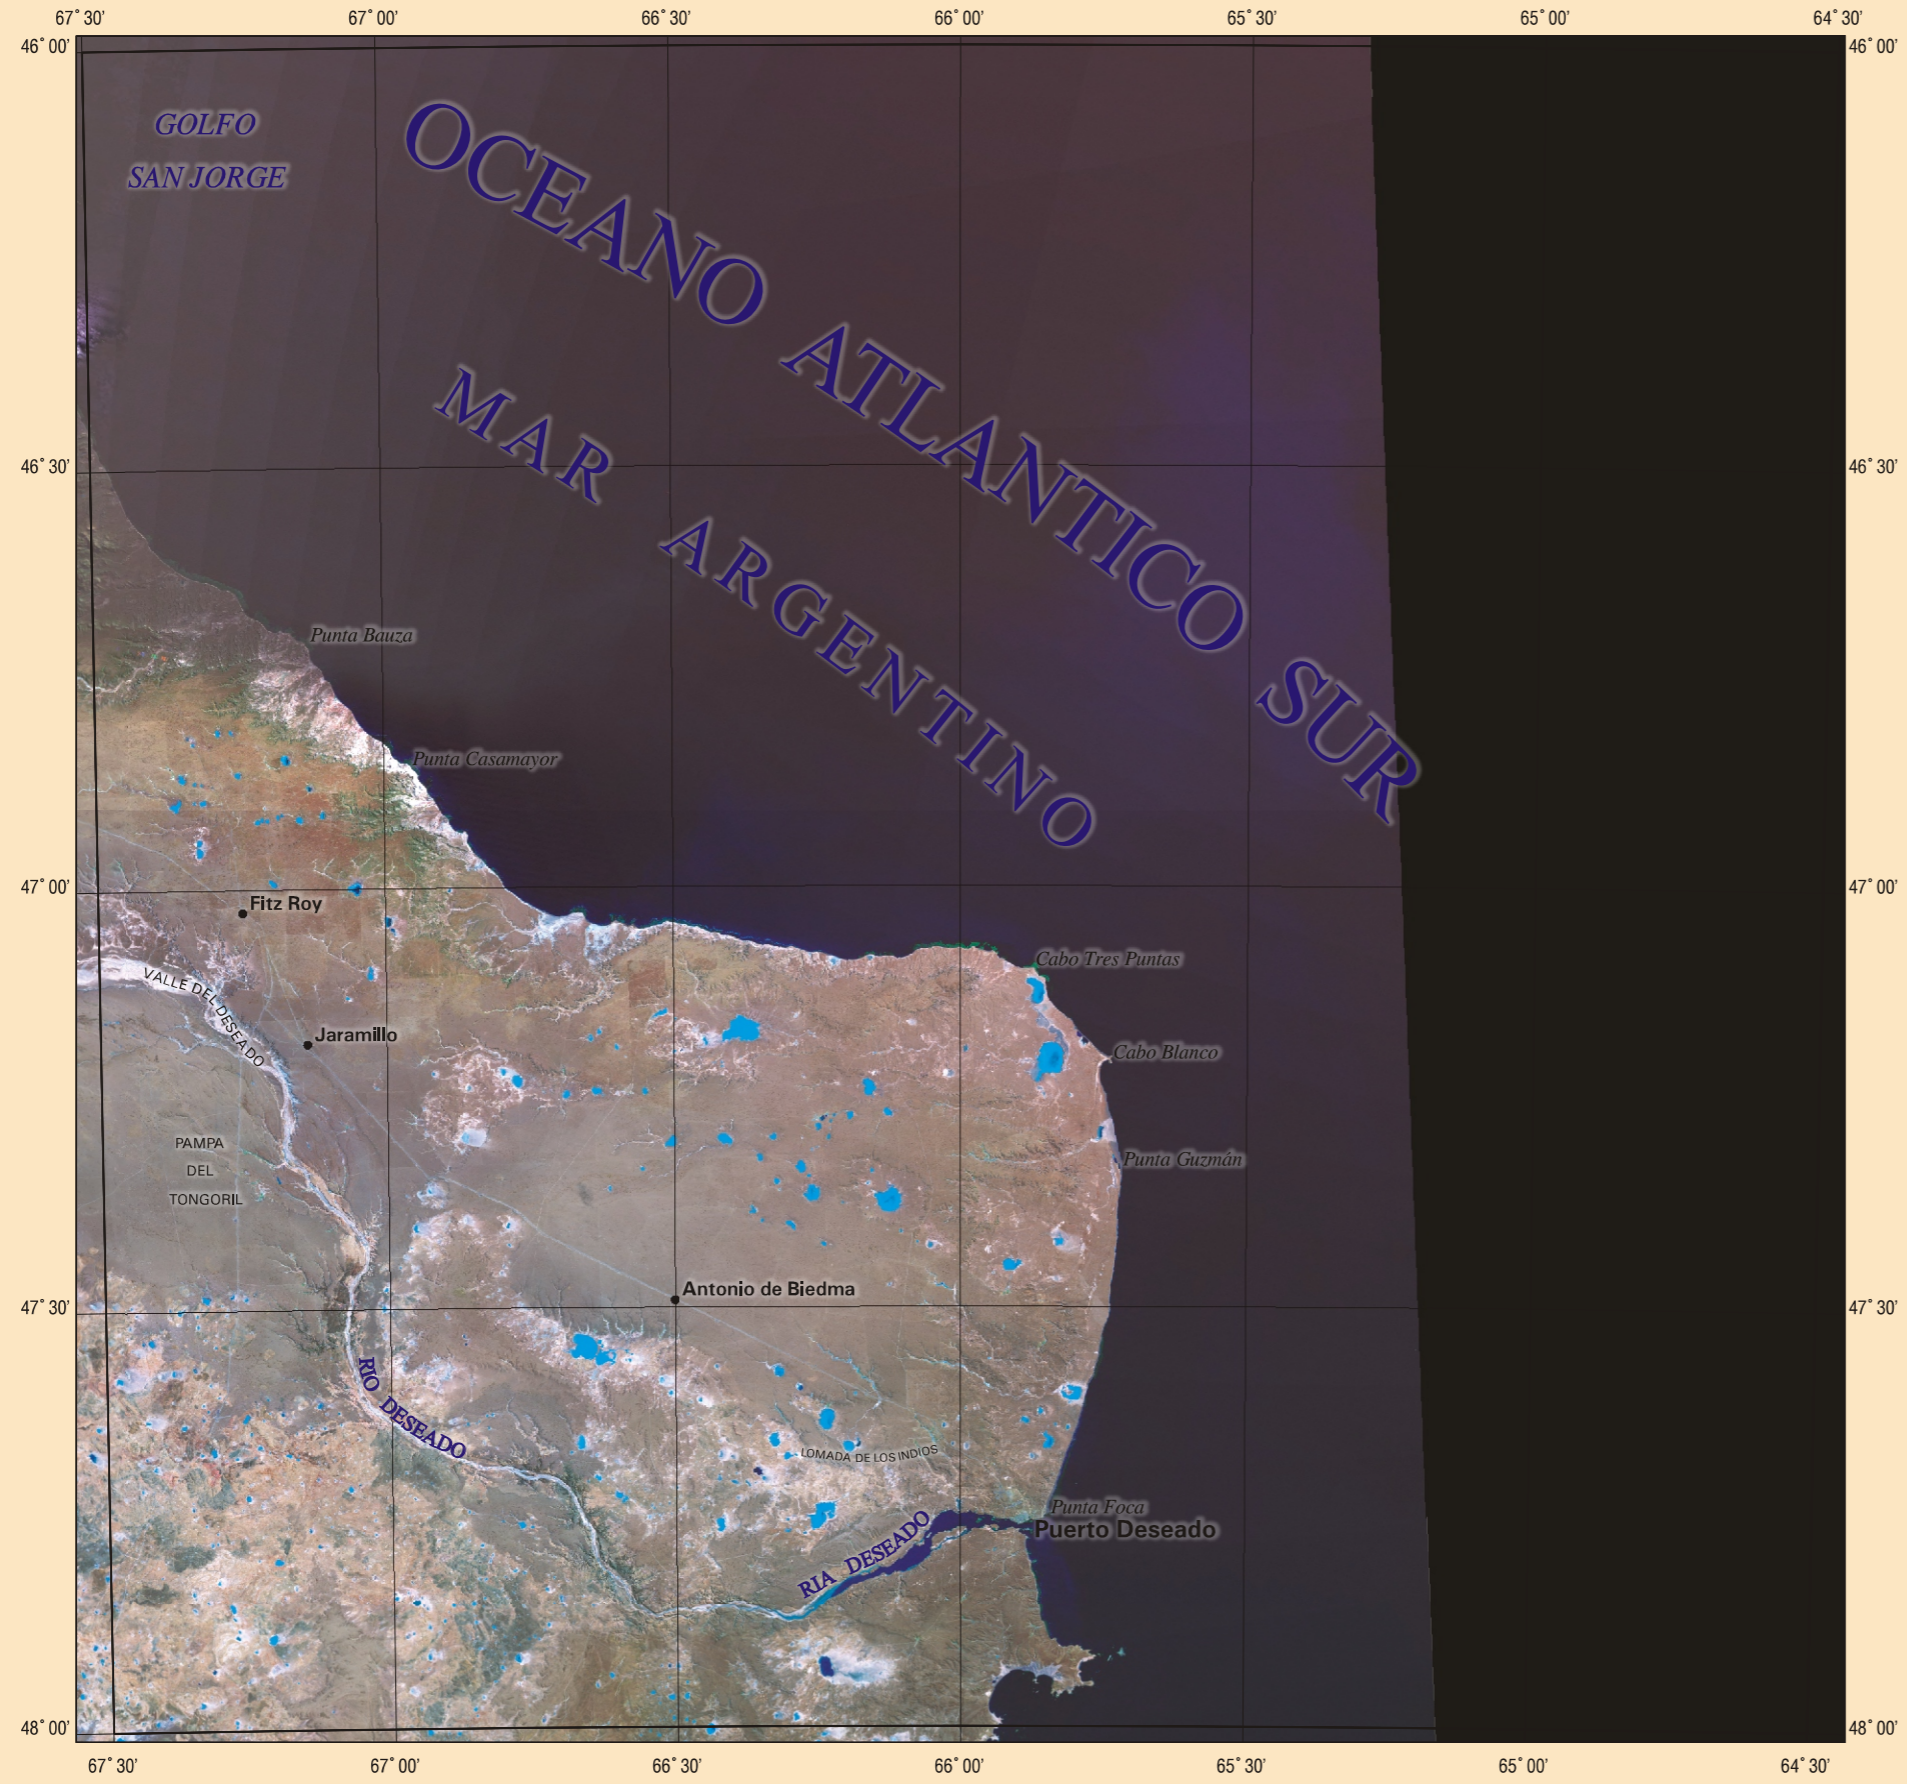 67° 30' 67° 00' 66° 30' 66° 00' 65° 30' 65° 00' 64° 30'
46° 00' 46° 00'
GOLFO
SAN JORGE
OCEANO ATLANTICO SUR
MAR ARGENTINO
46° 30' 46° 30'
Punta Bauza
Punta Casamayor
47° 00' 47° 00'
Fitz Roy
Cabo Tres Puntas
VALLE DEL DESEADO
Jaramillo
Cabo Blanco
PAMPA
DEL
TONGORIL
Punta Guzmán
Antonio de Biedma
47° 30' 47° 30'
RIO DESEADO
LOMADA DE LOS INDIOS
Punta Foca
Puerto Deseado
RIA DESEADO
48° 00' 48° 00'
67° 30' 67° 00' 66° 30' 66° 00' 65° 30' 65° 00' 64° 30'